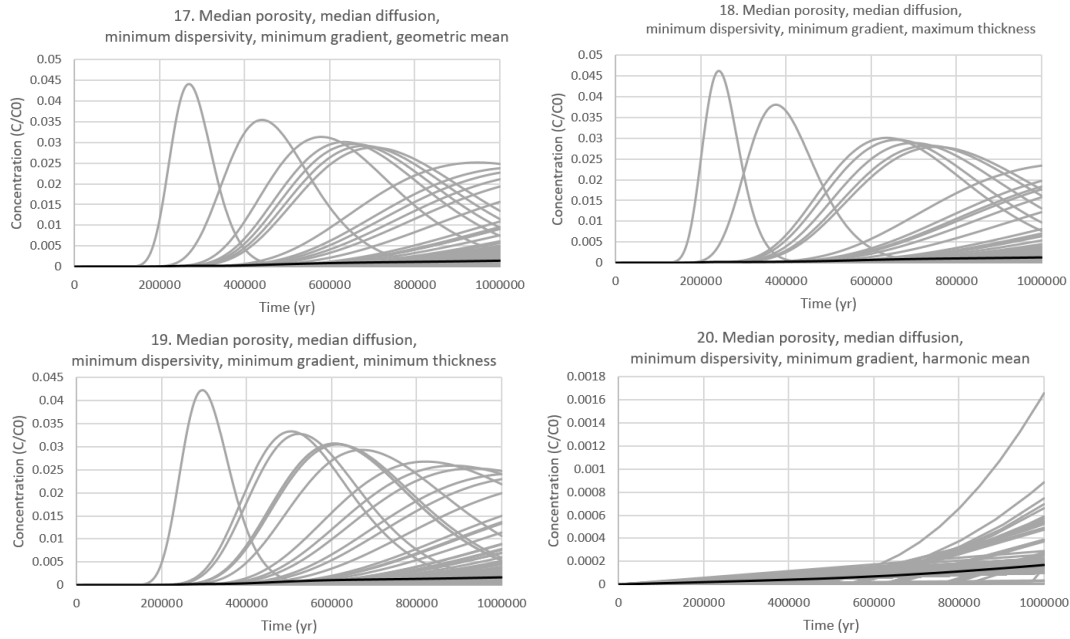 17. Median porosity, median diffusion,
minimum dispersivity, minimum gradient, geometric mean
Concentration (C/C0)
0.05
0.045
0.04
0.035
0.03
0.025
0.02
0.015
0.01
0.005
0
0 200000 400000 600000 800000 1000000
Time (yr)
18. Median porosity, median diffusion,
minimum dispersivity, minimum gradient, maximum thickness
Concentration (C/C0)
0.05
0.045
0.04
0.035
0.03
0.025
0.02
0.015
0.01
0.005
0
0 200000 400000 600000 800000 1000000
Time (yr)
19. Median porosity, median diffusion,
minimum dispersivity, minimum gradient, minimum thickness
Concentration (C/C0)
0.045
0.04
0.035
0.03
0.025
0.02
0.015
0.01
0.005
0
0 200000 400000 600000 800000 1000000
Time (yr)
20. Median porosity, median diffusion,
minimum dispersivity, minimum gradient, harmonic mean
Concentration (C/C0)
0.0018
0.0016
0.0014
0.0012
0.001
0.0008
0.0006
0.0004
0.0002
0
0 200000 400000 600000 800000 1000000
Time (yr)